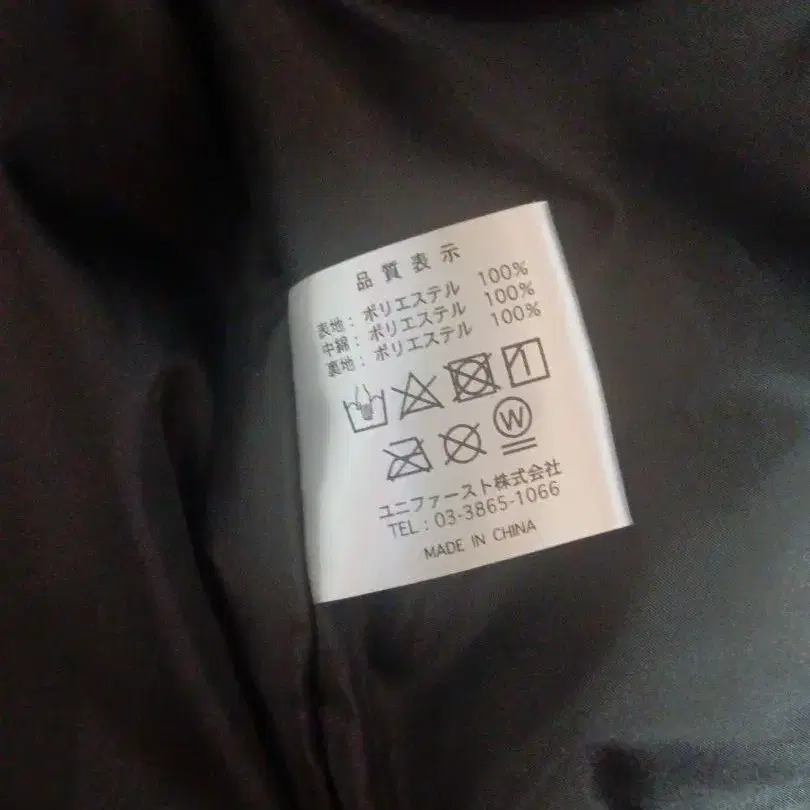 品質表示
表地：ポリエステル 100%
中綿：ポリエステル 100%
裏地：ポリエステル 100%
W
ユニファースト株式会社
TEL：03-3865-1066
MADE IN CHINA